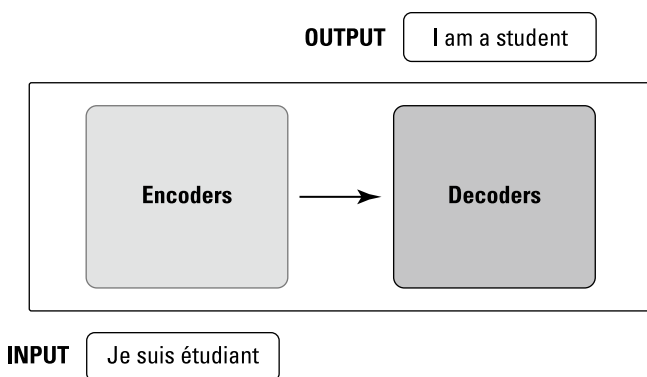 OUTPUT I am a student
Encoders Decoders
INPUT Je suis étudiant